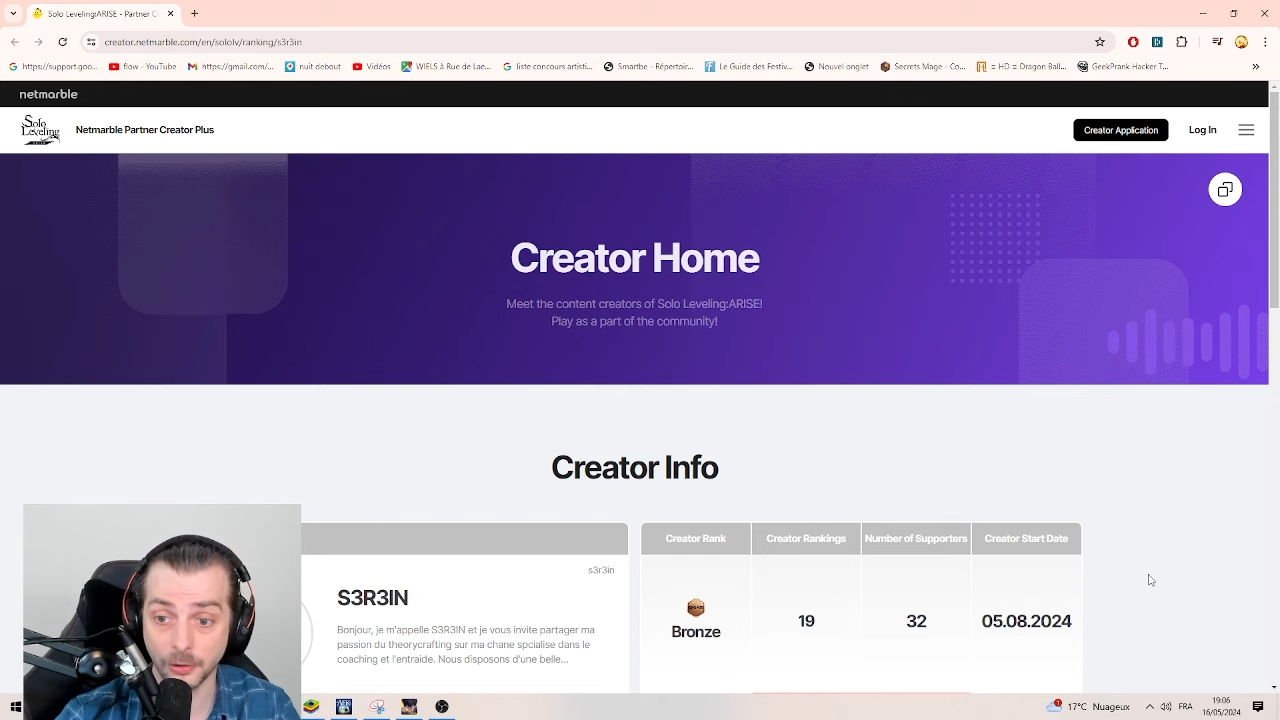 Solo Leveling:ARISE - Partner C
creator.netmarble.com/en/sololv/ranking/s3r3in
https://support.goo...
flow - YouTube
https://gmail.com/...
nuit debout
Vidéos
WIELS à Rue de La...
liste concours artisti...
Smartbe - Répertoir...
Le Guide des Festiv...
Nouvel onglet
Secrets Mage - Co...
= HD = Dragon Ball...
GeekPrank Hacker T...
netmarble
Solo Leveling
Netmarble Partner Creator Plus
Creator Application
Log In
Creator Home
Meet the content creators of Solo Leveling:ARISE!
Play as a part of the community!
Creator Info
s3r3in
S3R3IN
Bonjour, je m'appelle S3R3IN et je vous invite partager ma
passion du theorycrafting sur ma chane spcialise dans le
coaching et l'entraide. Nous disposons d'une belle...
Creator Rank
Creator Rankings
Number of Supporters
Creator Start Date
Bronze
19
32
05.08.2024
17°C Nuageux
FRA
19:06
16/05/2024